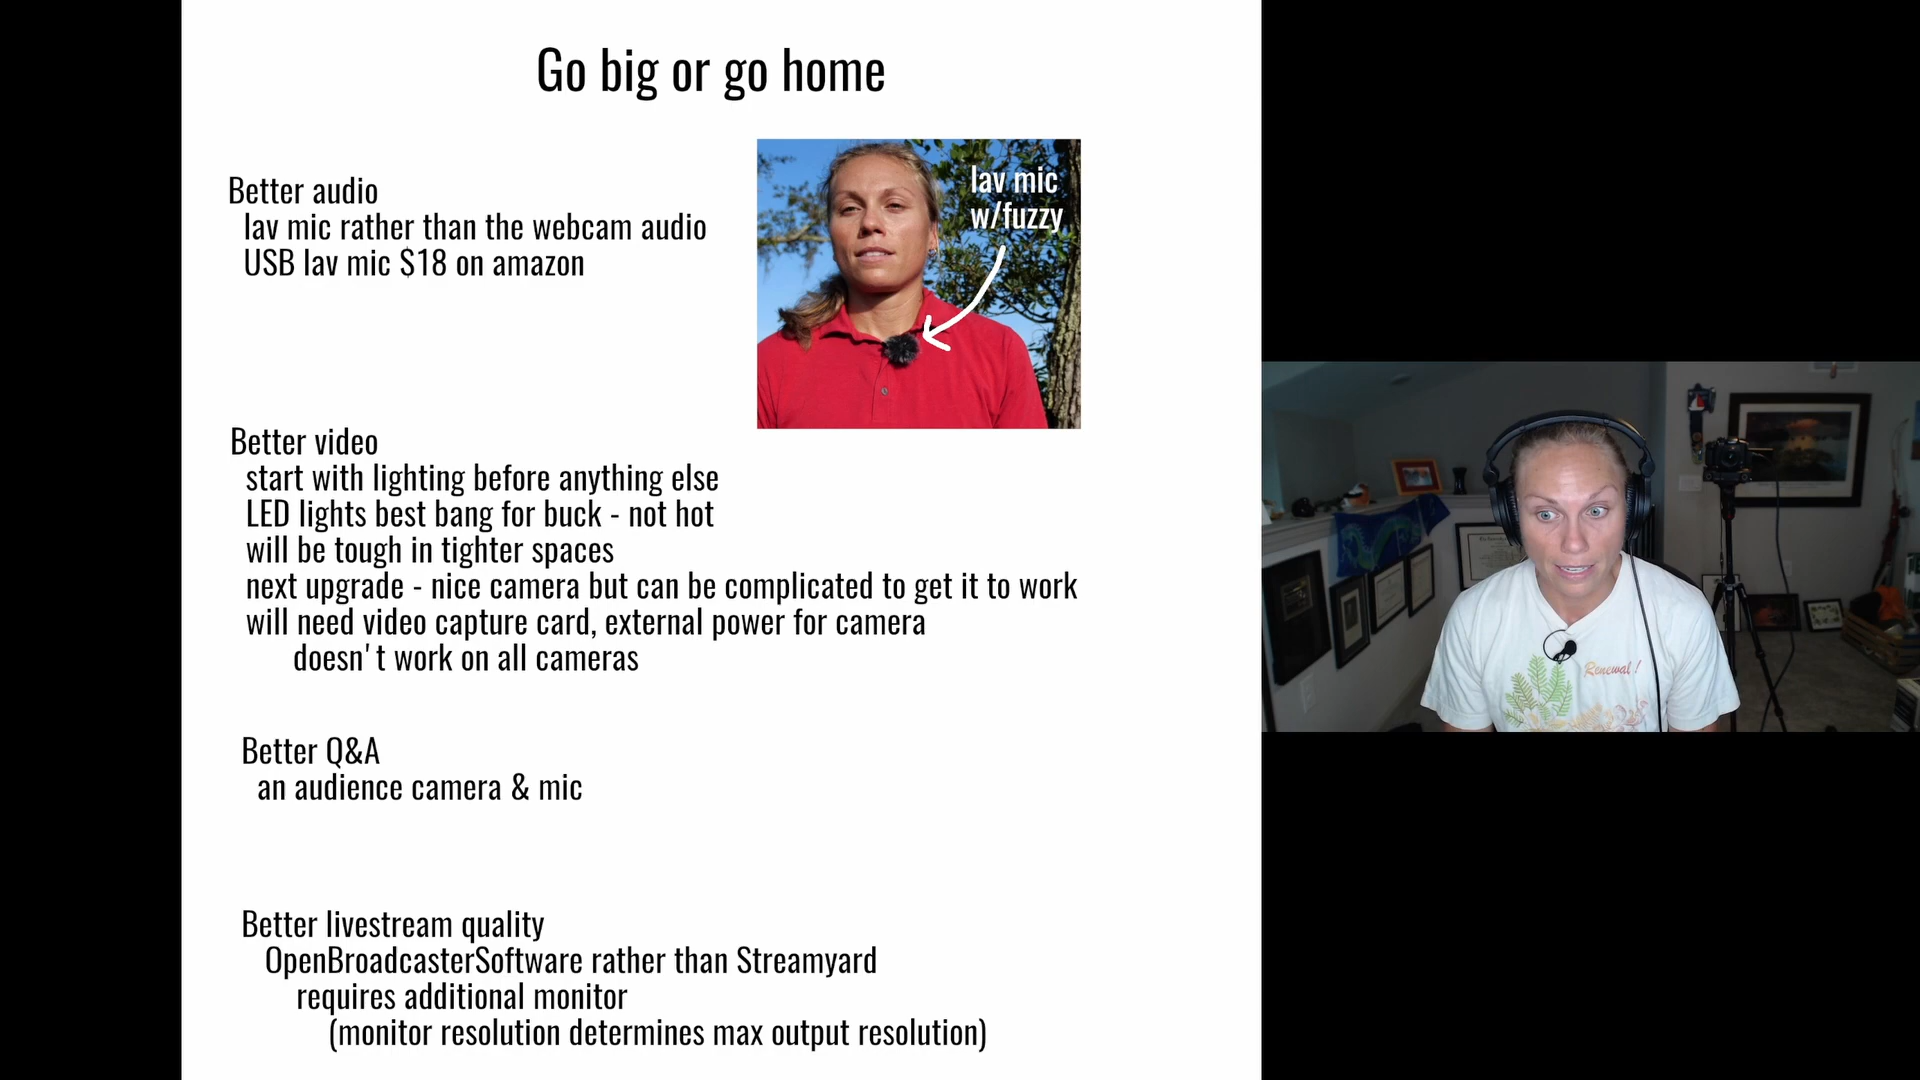 Go big or go home
Better audio
lav mic rather than the webcam audio
USB lav mic $18 on amazon
lav mic
w/fuzzy
Better video
start with lighting before anything else
LED lights best bang for buck - not hot
will be tough in tighter spaces
next upgrade - nice camera but can be complicated to get it to work
will need video capture card, external power for camera
doesn't work on all cameras
Better Q&A
an audience camera & mic
Better livestream quality
OpenBroadcasterSoftware rather than Streamyard
requires additional monitor
(monitor resolution determines max output resolution)
Renewal!